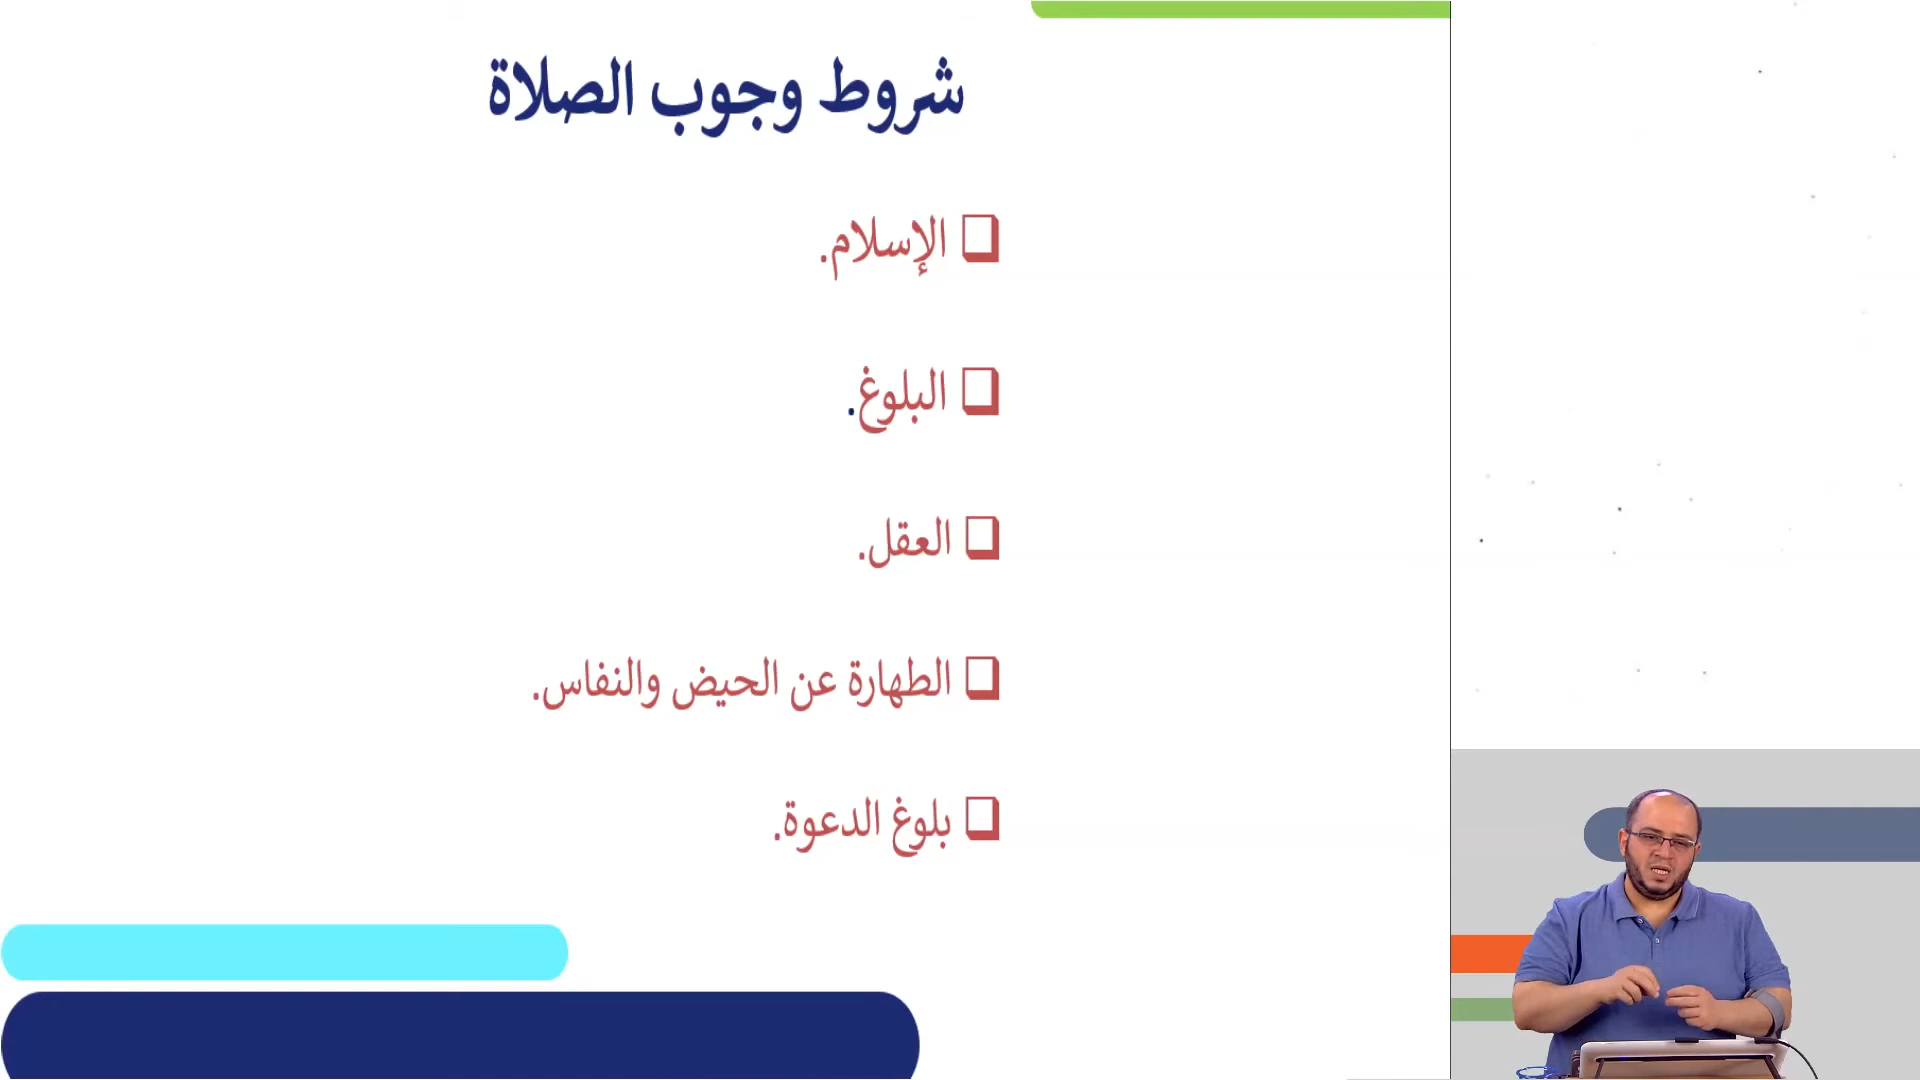 شروط وجوب الصلاة
الإسلام.
البلوغ.
العقل.
الطهارة عن الحيض والنفاس.
بلوغ الدعوة.